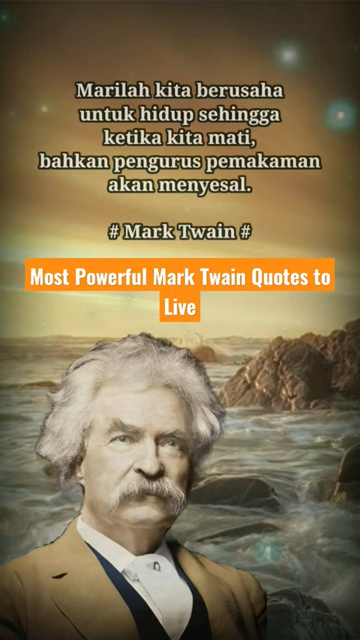 Marilah kita berusaha
untuk hidup sehingga
ketika kita mati,
bahkan pengurus pemakaman
akan menyesal.
# Mark Twain #
Most Powerful Mark Twain Quotes to
Live